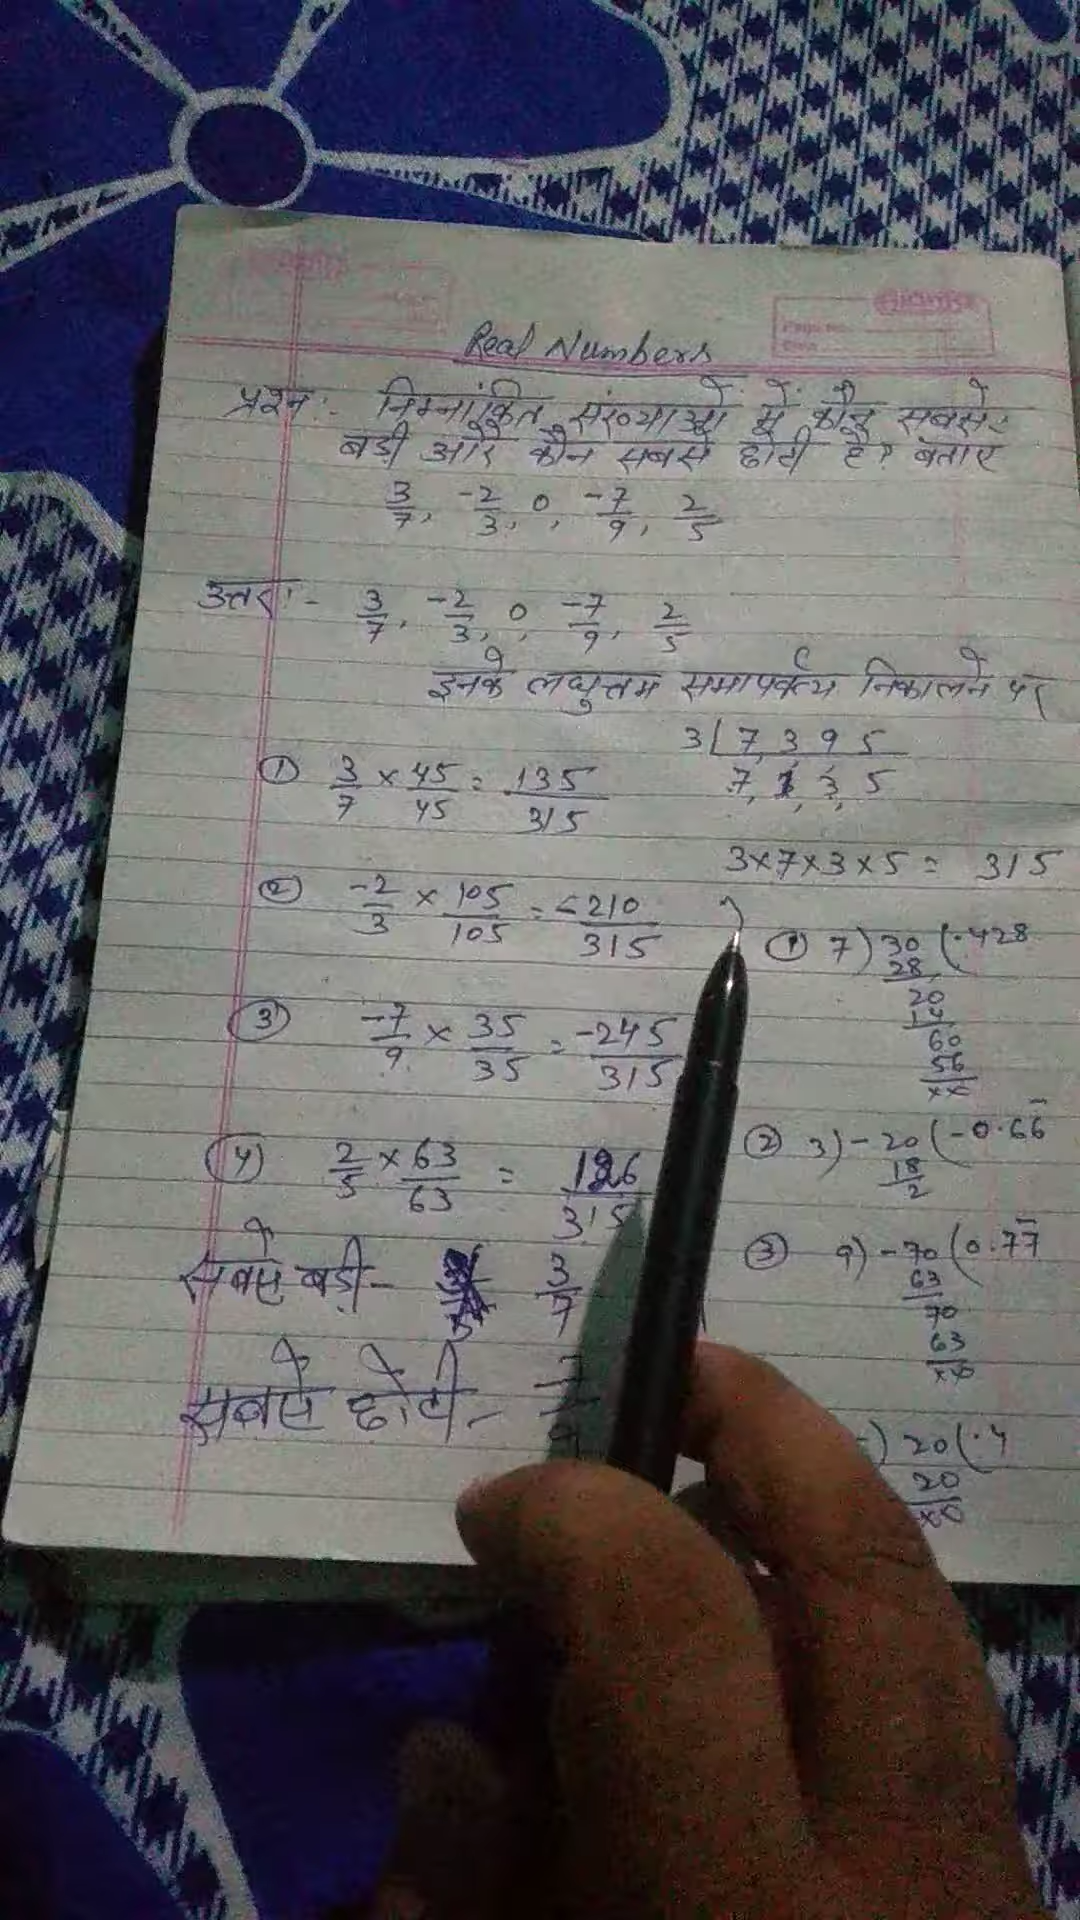 Real Numbers
प्रश्न:- निम्नांकित संख्याओं में कौन सबसे
बड़ी और कौन सबसे छोटी है? बताए
3/7, -2/3, 0, -7/9, 2/5
उत्तर:- 3/7, -2/3, 0, -7/9, 2/5
इनके लघुत्तम समापर्वत्य निकालने पर
3 | 7, 3 9 5
7, 1, 3, 5
3×7×3×5 = 315
① 3/7 × 45/45 = 135/315
② -2/3 × 105/105 = -210/315
③ -7/9 × 35/35 = -245/315
④ 2/5 × 63/63 = 126/315
सबसे बड़ी- 3/7
सबसे छोटी-
① 7) 30 (.428
28
20
14
60
56
××
② 3) -20 (-0.66̅
18
2
③ 9) -70 (0.77̅
63
70
63
) 20 (.4
20